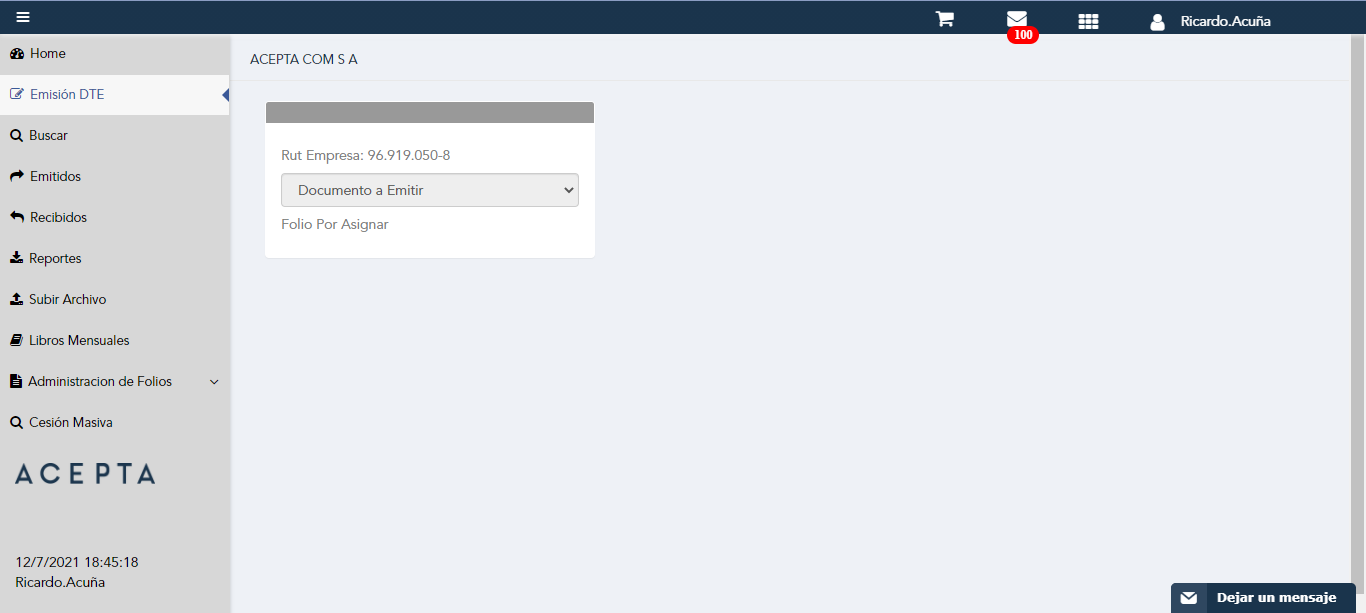 100
Ricardo.Acuña
Home
Emisión DTE
Buscar
Emitidos
Recibidos
Reportes
Subir Archivo
Libros Mensuales
Administracion de Folios
Cesión Masiva
ACEPTA
12/7/2021 18:45:18
Ricardo.Acuña
ACEPTA COM S A
Rut Empresa: 96.919.050-8
Documento a Emitir
Folio Por Asignar
Dejar un mensaje